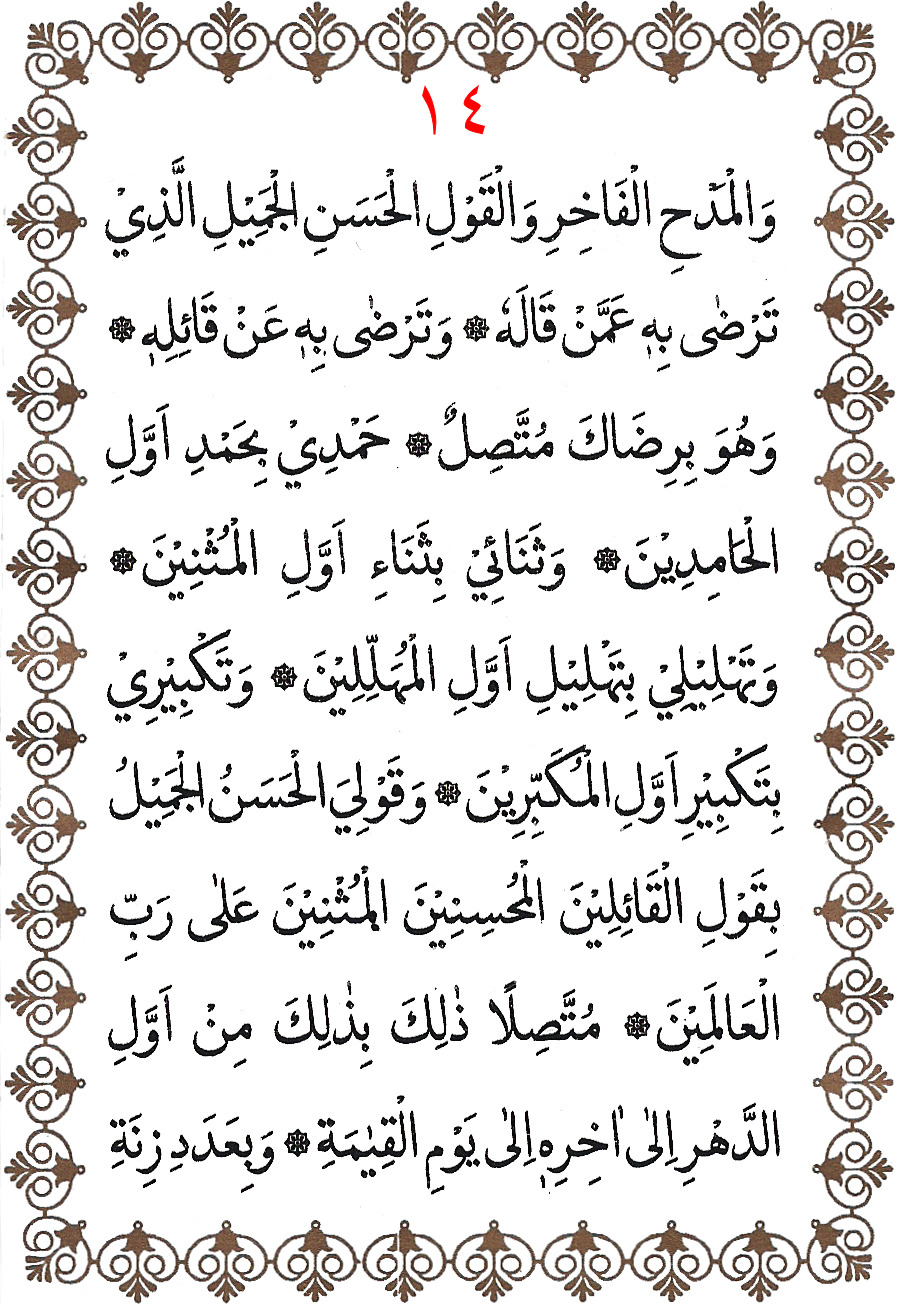 ١٤
وَالْمَدْحِ الْفَاخِرِ وَالْقَوْلِ الْحَسَنِ الْجَمِيْلِ الَّذِيْ
تَرْضٰى بِهٖ عَمَّنْ قَالَهٗ ۞ وَتَرْضٰى بِهٖ عَنْ قَائِلِهٖ ۞
وَهُوَ بِرِضَاكَ مُتَّصِلٌ ۞ حَمْدِيْ بِحَمْدِ اَوَّلِ
الْحَامِدِيْنَ ۞ وَثَنَائِيْ بِثَنَاءِ اَوَّلِ الْمُثْنِيْنَ ۞
وَتَهْلِيْلِيْ بِتَهْلِيْلِ اَوَّلِ الْمُهَلِّلِيْنَ ۞ وَتَكْبِيْرِيْ
بِتَكْبِيْرِ اَوَّلِ الْمُكَبِّرِيْنَ ۞ وَقَوْلِيَ الْحَسَنُ الْجَمِيْلُ
بِقَوْلِ الْقَائِلِيْنَ الْمُحْسِنِيْنَ الْمُثْنِيْنَ عَلٰى رَبِّ
الْعَالَمِيْنَ ۞ مُتَّصِلًا ذٰلِكَ بِذٰلِكَ مِنْ اَوَّلِ
الدَّهْرِ اِلٰى اٰخِرِهٖ اِلٰى يَوْمِ الْقِيٰمَةِ ۞ وَبِعَدَدِ زِنَةِ